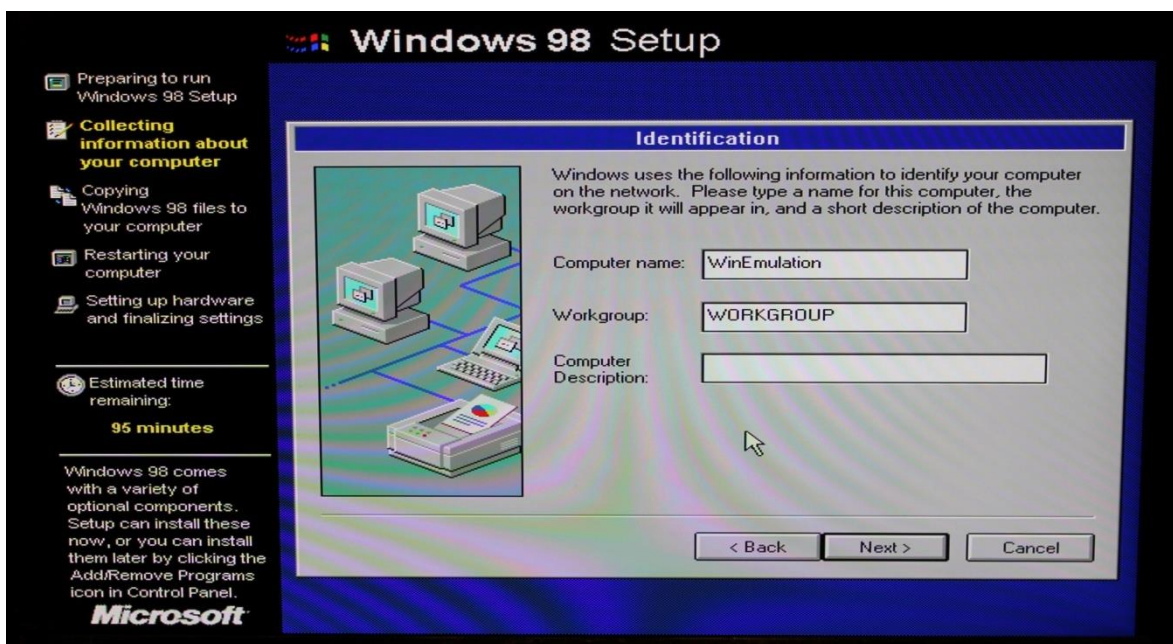 Windows 98 Setup
Preparing to run
Windows 98 Setup
Collecting
information about
your computer
Copying
Windows 98 files to
your computer
Restarting your
computer
Setting up hardware
and finalizing settings
Estimated time
remaining:
95 minutes
Windows 98 comes
with a variety of
optional components.
Setup can install these
now, or you can install
them later by clicking the
Add/Remove Programs
icon in Control Panel.
Microsoft
Identification
Windows uses the following information to identify your computer
on the network. Please type a name for this computer, the
workgroup it will appear in, and a short description of the computer.
Computer name: WinEmulation
Workgroup: WORKGROUP
Computer
Description:
< Back Next > Cancel